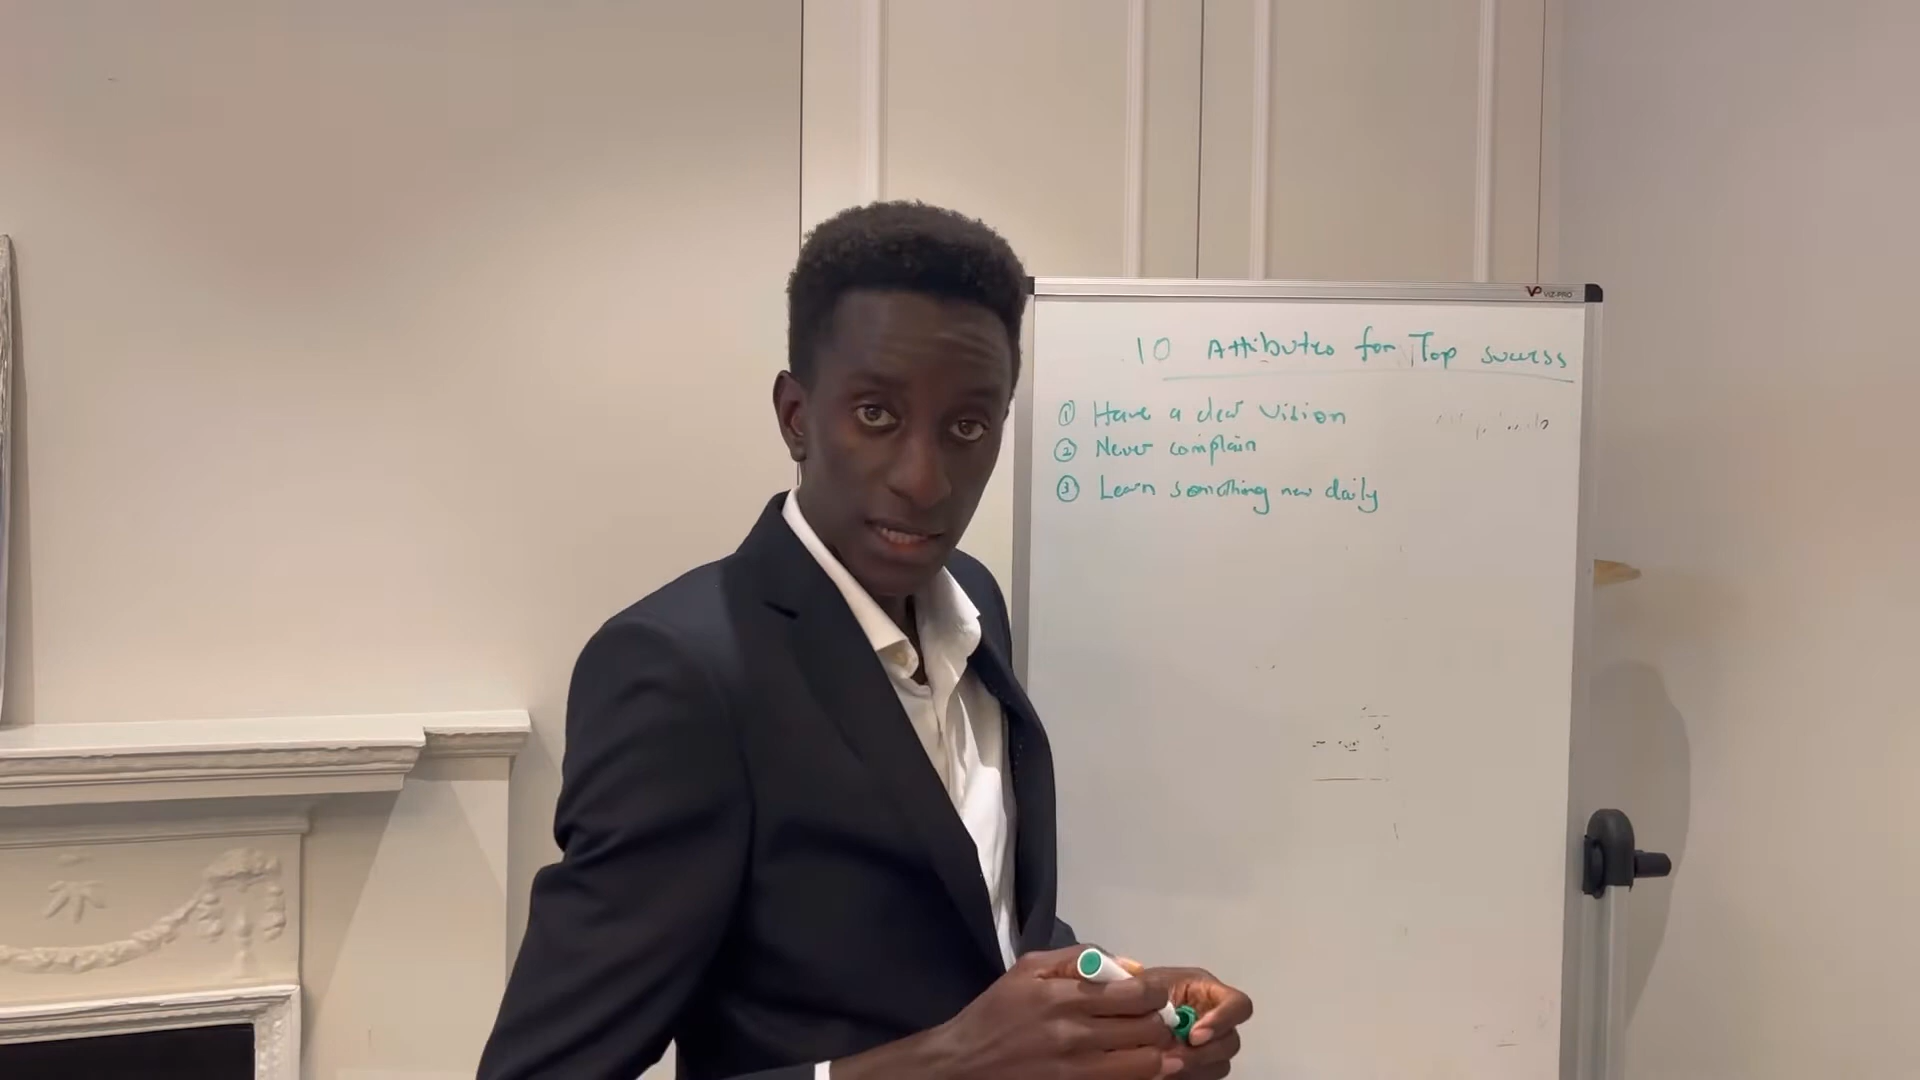 VP VIZ-PRO
10 Attibutes for Top success
① Have a clear vision
② Never complain
③ Learn something new daily